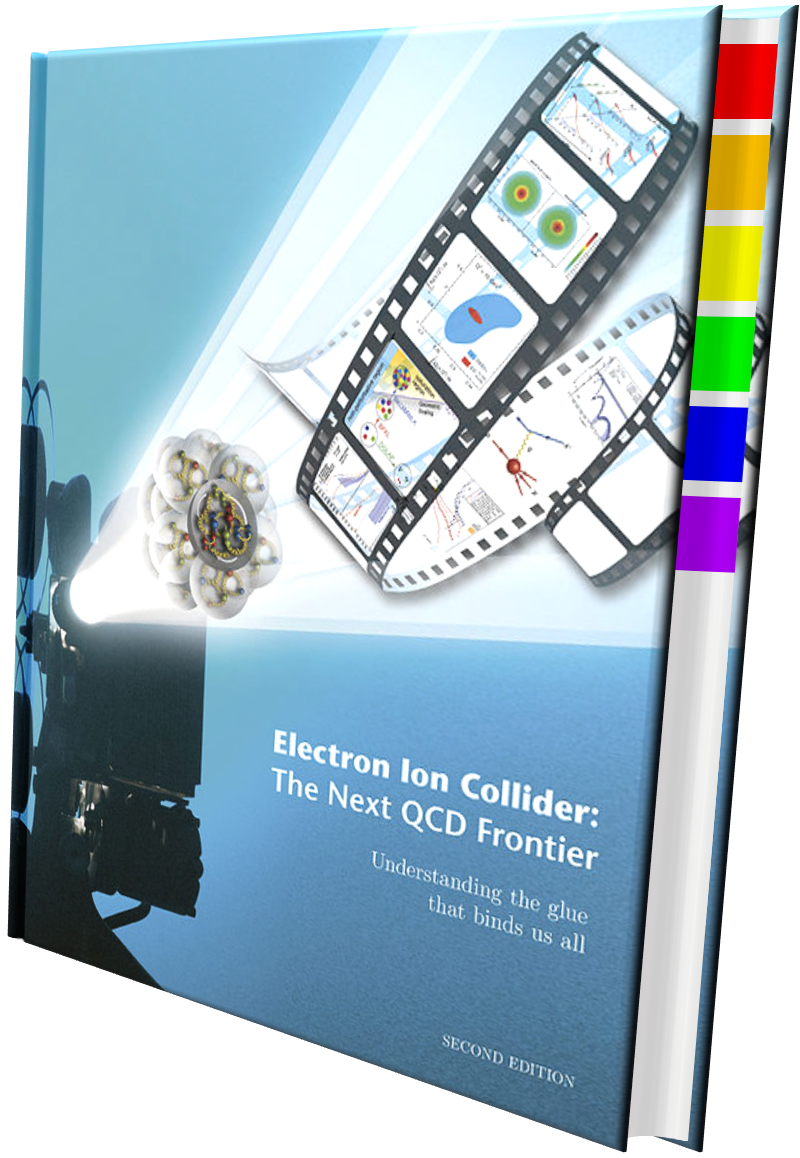 Electron Ion Collider:
The Next QCD Frontier
Understanding the glue
that binds us all
SECOND EDITION